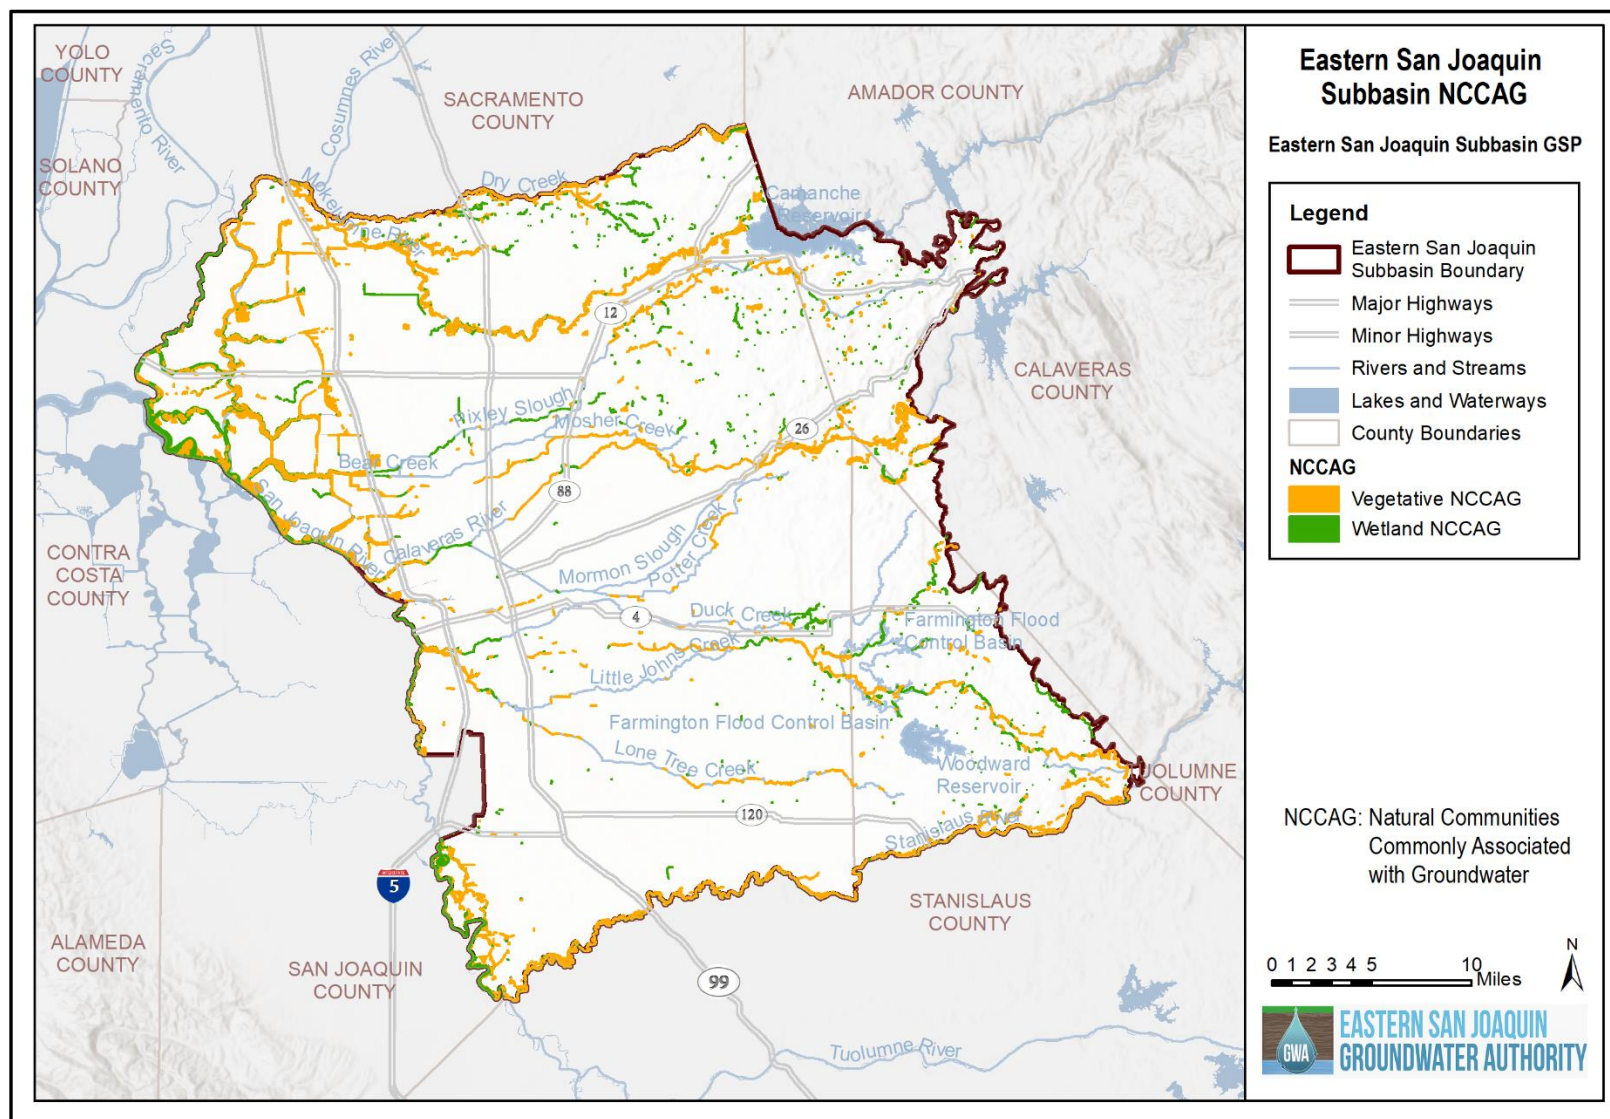 YOLO
COUNTY
Sacramento River
Cosumnes River
SACRAMENTO
COUNTY
AMADOR COUNTY
SOLANO
COUNTY
Mokelumne River
Dry Creek
Camanche
Reservoir
12
CALAVERAS
COUNTY
Pixley Slough
Mosher Creek
26
Bear Creek
88
San Joaquin River
Calaveras River
Mormon Slough
Potter Creek
CONTRA
COSTA
COUNTY
4
Duck Creek
Farmington Flood
Control Basin
Little Johns Creek
Farmington Flood Control Basin
Lone Tree Creek
Woodward
Reservoir
UOLUMNE
COUNTY
120
Stanislaus River
5
STANISLAUS
COUNTY
ALAMEDA
COUNTY
SAN JOAQUIN
COUNTY
99
Tuolumne River
Eastern San Joaquin
Subbasin NCCAG
Eastern San Joaquin Subbasin GSP
Legend
Eastern San Joaquin
Subbasin Boundary
Major Highways
Minor Highways
Rivers and Streams
Lakes and Waterways
County Boundaries
NCCAG
Vegetative NCCAG
Wetland NCCAG
NCCAG: Natural Communities
Commonly Associated
with Groundwater
N
0 1 2 3 4 5 10
Miles
GWA
EASTERN SAN JOAQUIN
GROUNDWATER AUTHORITY